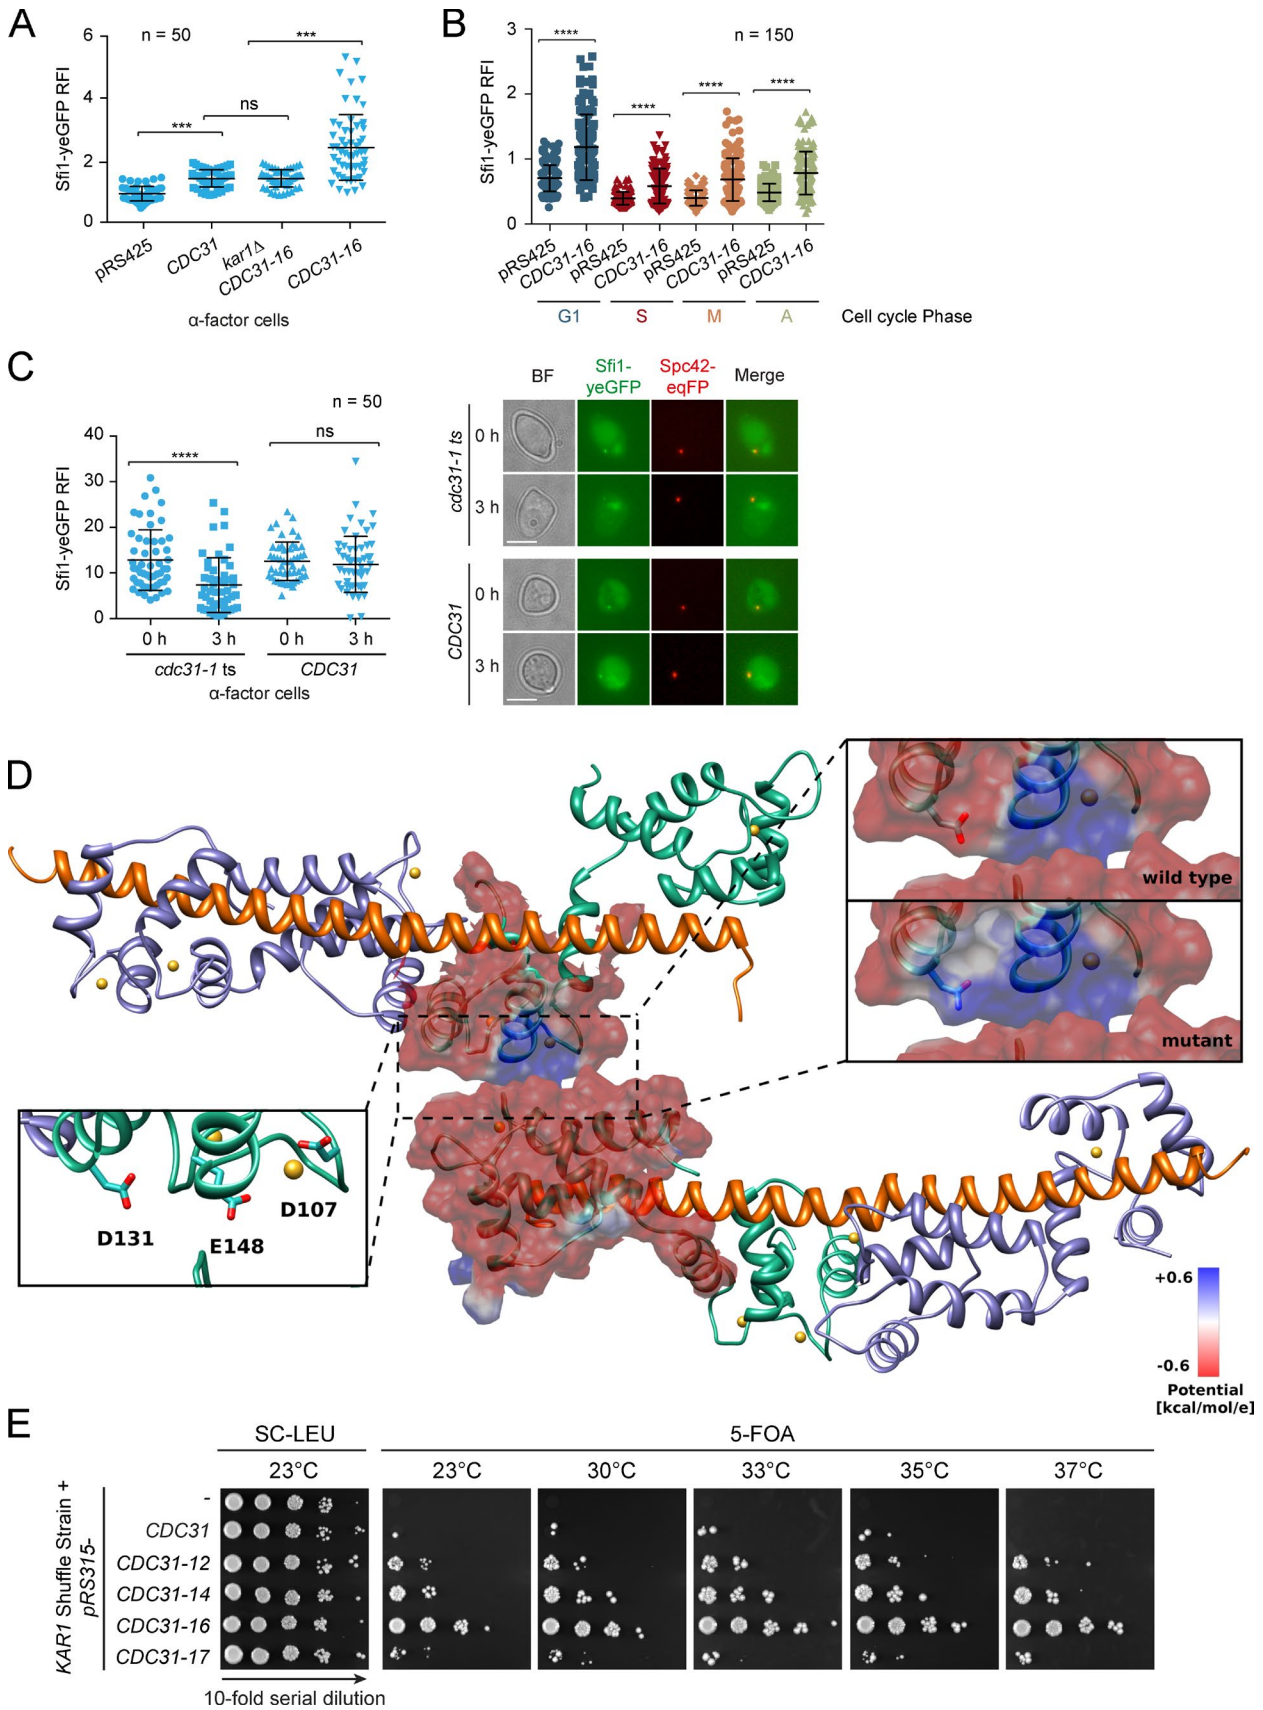 A
n = 50
***
***
ns
Sfi1-yeGFP RFI
6
4
2
0
pRS425
CDC31
kar1Δ
CDC31-16
CDC31-16
α-factor cells
B
n = 150
****
****
****
****
Sfi1-yeGFP RFI
3
2
1
0
pRS425
CDC31-16
pRS425
CDC31-16
pRS425
CDC31-16
pRS425
CDC31-16
G1
S
M
A
Cell cycle Phase
C
n = 50
****
ns
Sfi1-yeGFP RFI
40
30
20
10
0
0 h
3 h
0 h
3 h
cdc31-1 ts
CDC31
α-factor cells
BF
Sfi1-
yeGFP
Spc42-
eqFP
Merge
cdc31-1 ts
0 h
3 h
CDC31
0 h
3 h
D
wild type
mutant
D131
E148
D107
+0.6
-0.6
Potential
[kcal/mol/e]
E
SC-LEU
5-FOA
23°C
23°C
30°C
33°C
35°C
37°C
KAR1 Shuffle Strain +
pRS315-
-
CDC31
CDC31-12
CDC31-14
CDC31-16
CDC31-17
10-fold serial dilution